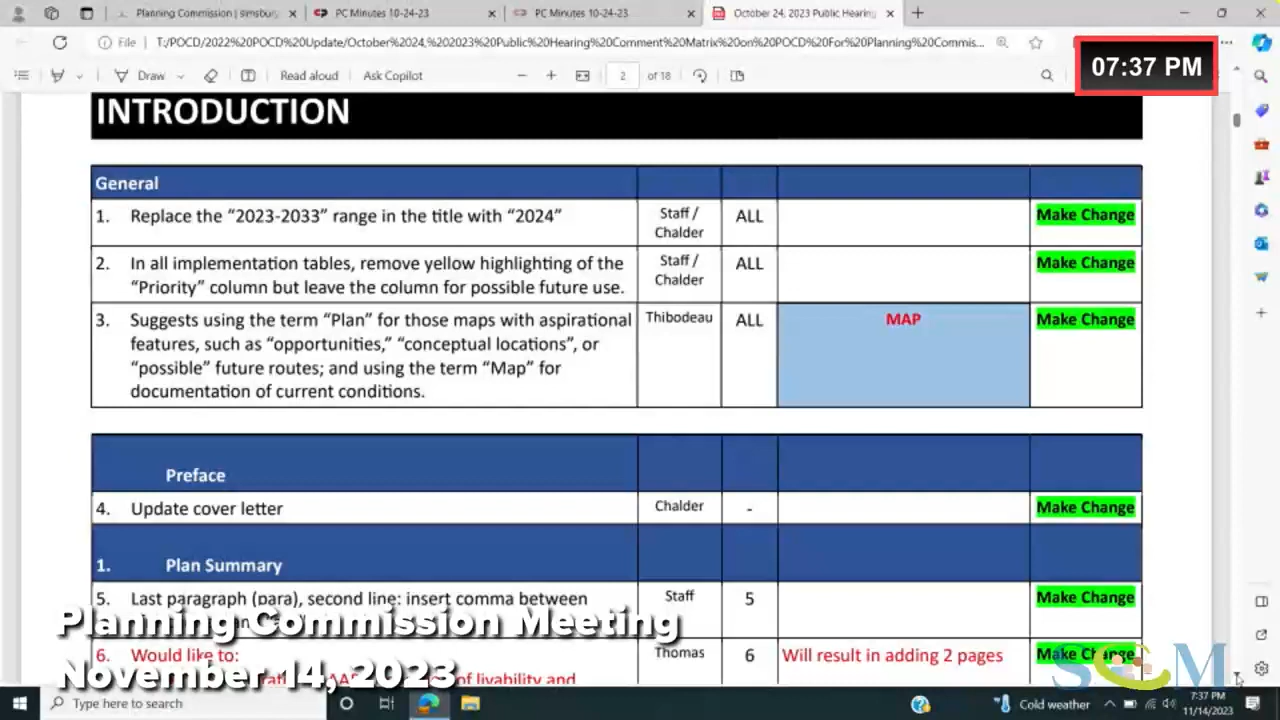 Planning Commission | simsbury
PC Minutes 10-24-23
PC Minutes 10-24-23
October 24, 2023 Public Hearing
File
T:/POCD/2022%20POCD%20Update/October%2024,%202023%20Public%20Hearing%20Comment%20Matrix%20on%20POCD%20For%20Planning%20Commis...
07:37 PM
Draw
Read aloud
Ask Copilot
2
of 18
INTRODUCTION
General
1. Replace the “2023-2033” range in the title with “2024”
Staff /
Chalder
ALL
Make Change
2. In all implementation tables, remove yellow highlighting of the
“Priority” column but leave the column for possible future use.
Staff /
Chalder
ALL
Make Change
3. Suggests using the term “Plan” for those maps with aspirational
features, such as “opportunities,” “conceptual locations”, or
“possible” future routes; and using the term “Map” for
documentation of current conditions.
Thibodeau
ALL
MAP
Make Change
Preface
4. Update cover letter
Chalder
-
Make Change
1. Plan Summary
5. Last paragraph (para), second line: insert comma between
Staff
5
Make Change
6. Would like to:
Thomas
6
Will result in adding 2 pages
Make Change
of livability and
Planning Commission Meeting
November 14, 2023
SCM
Type here to search
Cold weather
7:37 PM
11/14/2023